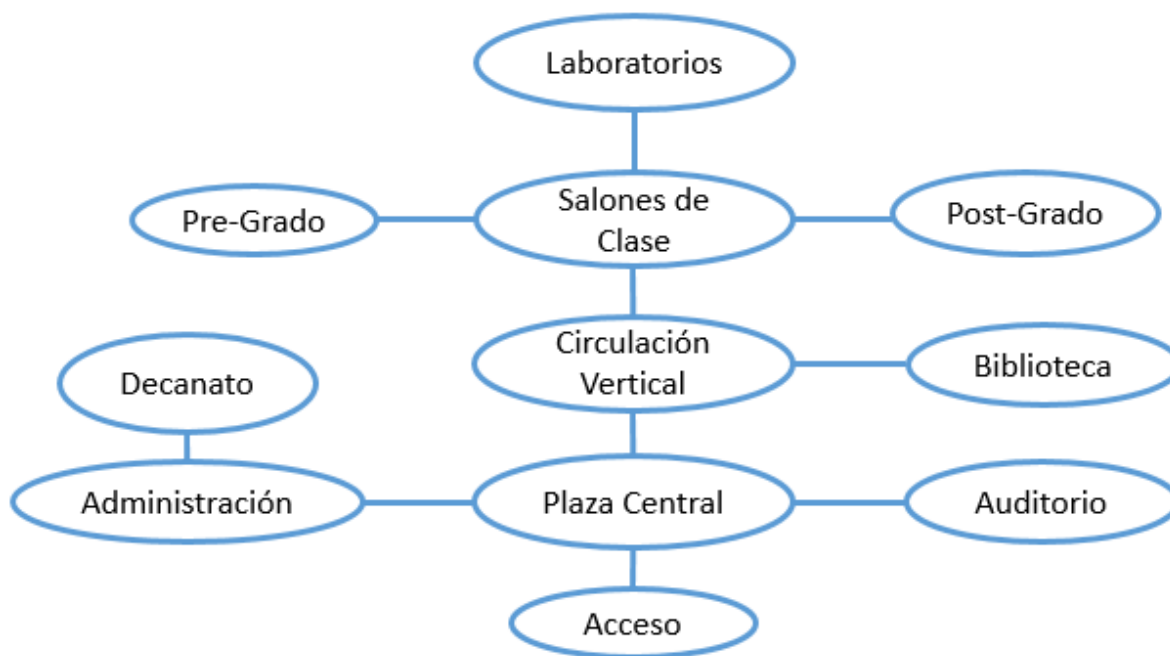 Laboratorios
Pre-Grado
Salones de
Clase
Post-Grado
Circulación
Vertical
Biblioteca
Decanato
Administración
Plaza Central
Auditorio
Acceso